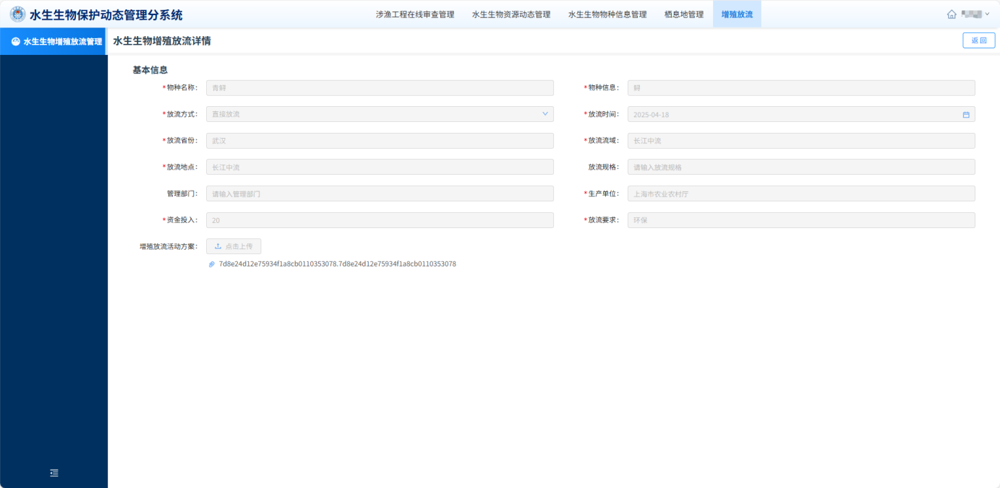 水生生物保护动态管理分系统
涉渔工程在线审查管理 水生生物资源动态管理 水生生物物种信息管理 栖息地管理 增殖放流
水生生物增殖放流管理
水生生物增殖放流详情
返 回
基本信息
*物种名称: 青鲟
*物种信息: 鲟
*放流方式: 直接放流
*放流时间: 2025-04-18
*放流省份: 武汉
*放流流域: 长江中流
*放流地点: 长江中流
放流规格: 请输入放流规格
管理部门: 请输入管理部门
*生产单位: 上海市农业农村厅
*资金投入: 20
*放流要求: 环保
增殖放流活动方案: 点击上传
7d8e24d12e75934f1a8cb0110353078.7d8e24d12e75934f1a8cb0110353078